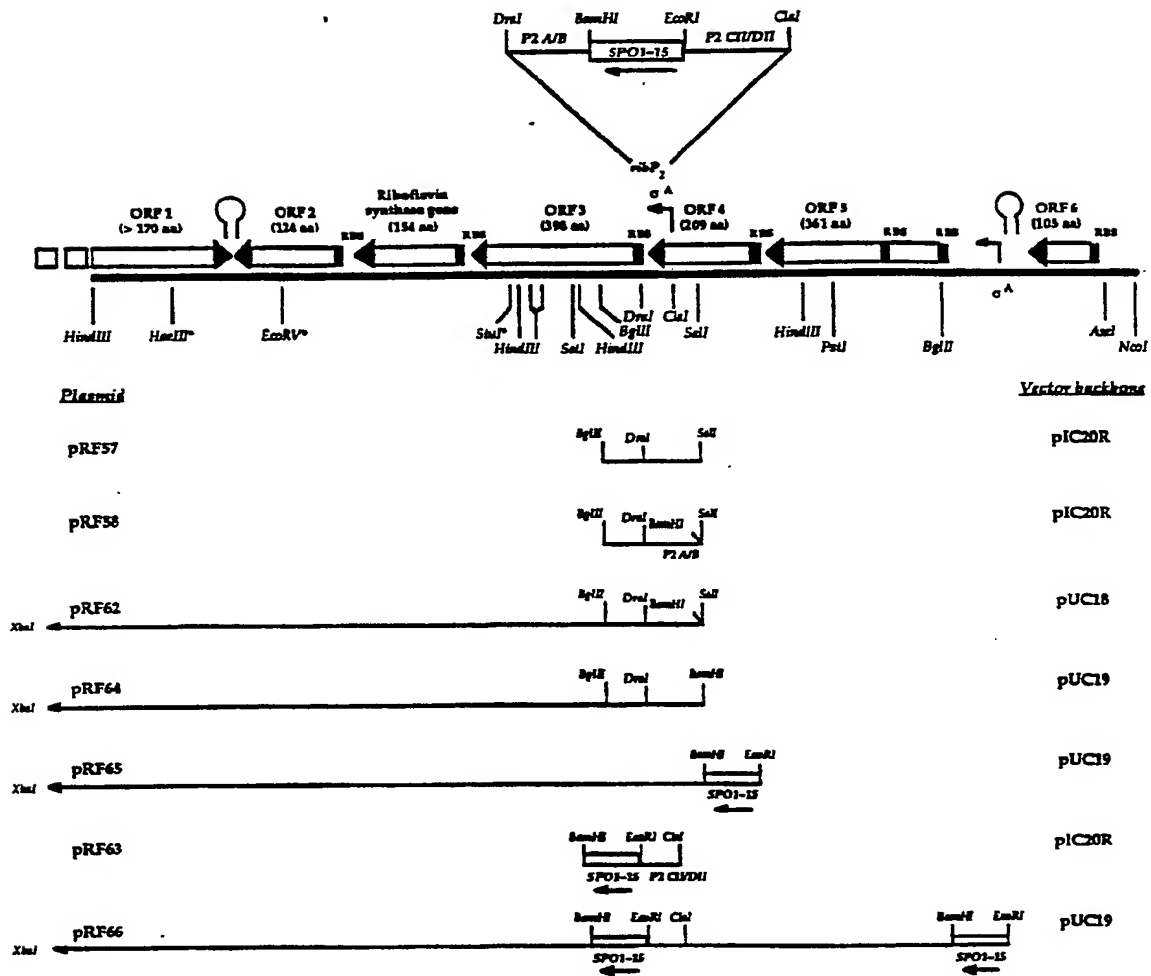 DraI BamHI EcoRI ClaI
P2 A/B SPO1-15 P2 CII/DII
ribP2
σA
ORF 1 (> 170 aa) ORF 2 (124 aa) RBS Riboflavin synthase gene (154 aa) RBS ORF 3 (398 aa) RBS ORF 4 (209 aa) RBS ORF 5 (361 aa) RBS RBS ORF 6 (105 aa) RBS
σA
HindIII HaeIII* EcoRV* StuI* HindIII SalI HindIII BglII DraI ClaI SalI HindIII PstI BglII AscI NcoI
Plasmid Vector backbone
BglII DraI SalI
pRF57 pIC20R
BglII DraI BamHI SalI
pRF58 pIC20R
P2 A/B
BglII DraI BamHI SalI
pRF62 pUC18
XbaI
BglII DraI BamHI
pRF64 pUC19
XbaI
BamHI EcoRI
pRF65 pUC19
XbaI SPO1-15
BamHI EcoRI ClaI
pRF63 pIC20R
SPO1-15 P2 CII/DII
BamHI EcoRI ClaI BamHI EcoRI
pRF66 pUC19
XbaI SPO1-15 SPO1-15